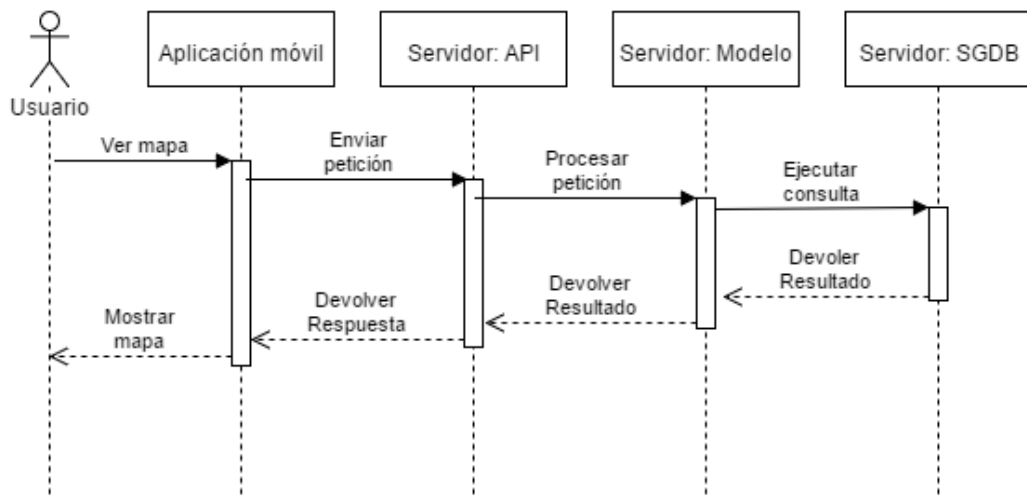 Aplicación móvil
Servidor: API
Servidor: Modelo
Servidor: SGDB
Usuario
Ver mapa
Enviar
petición
Procesar
petición
Ejecutar
consulta
Devoler
Resultado
Devolver
Resultado
Devolver
Respuesta
Mostrar
mapa